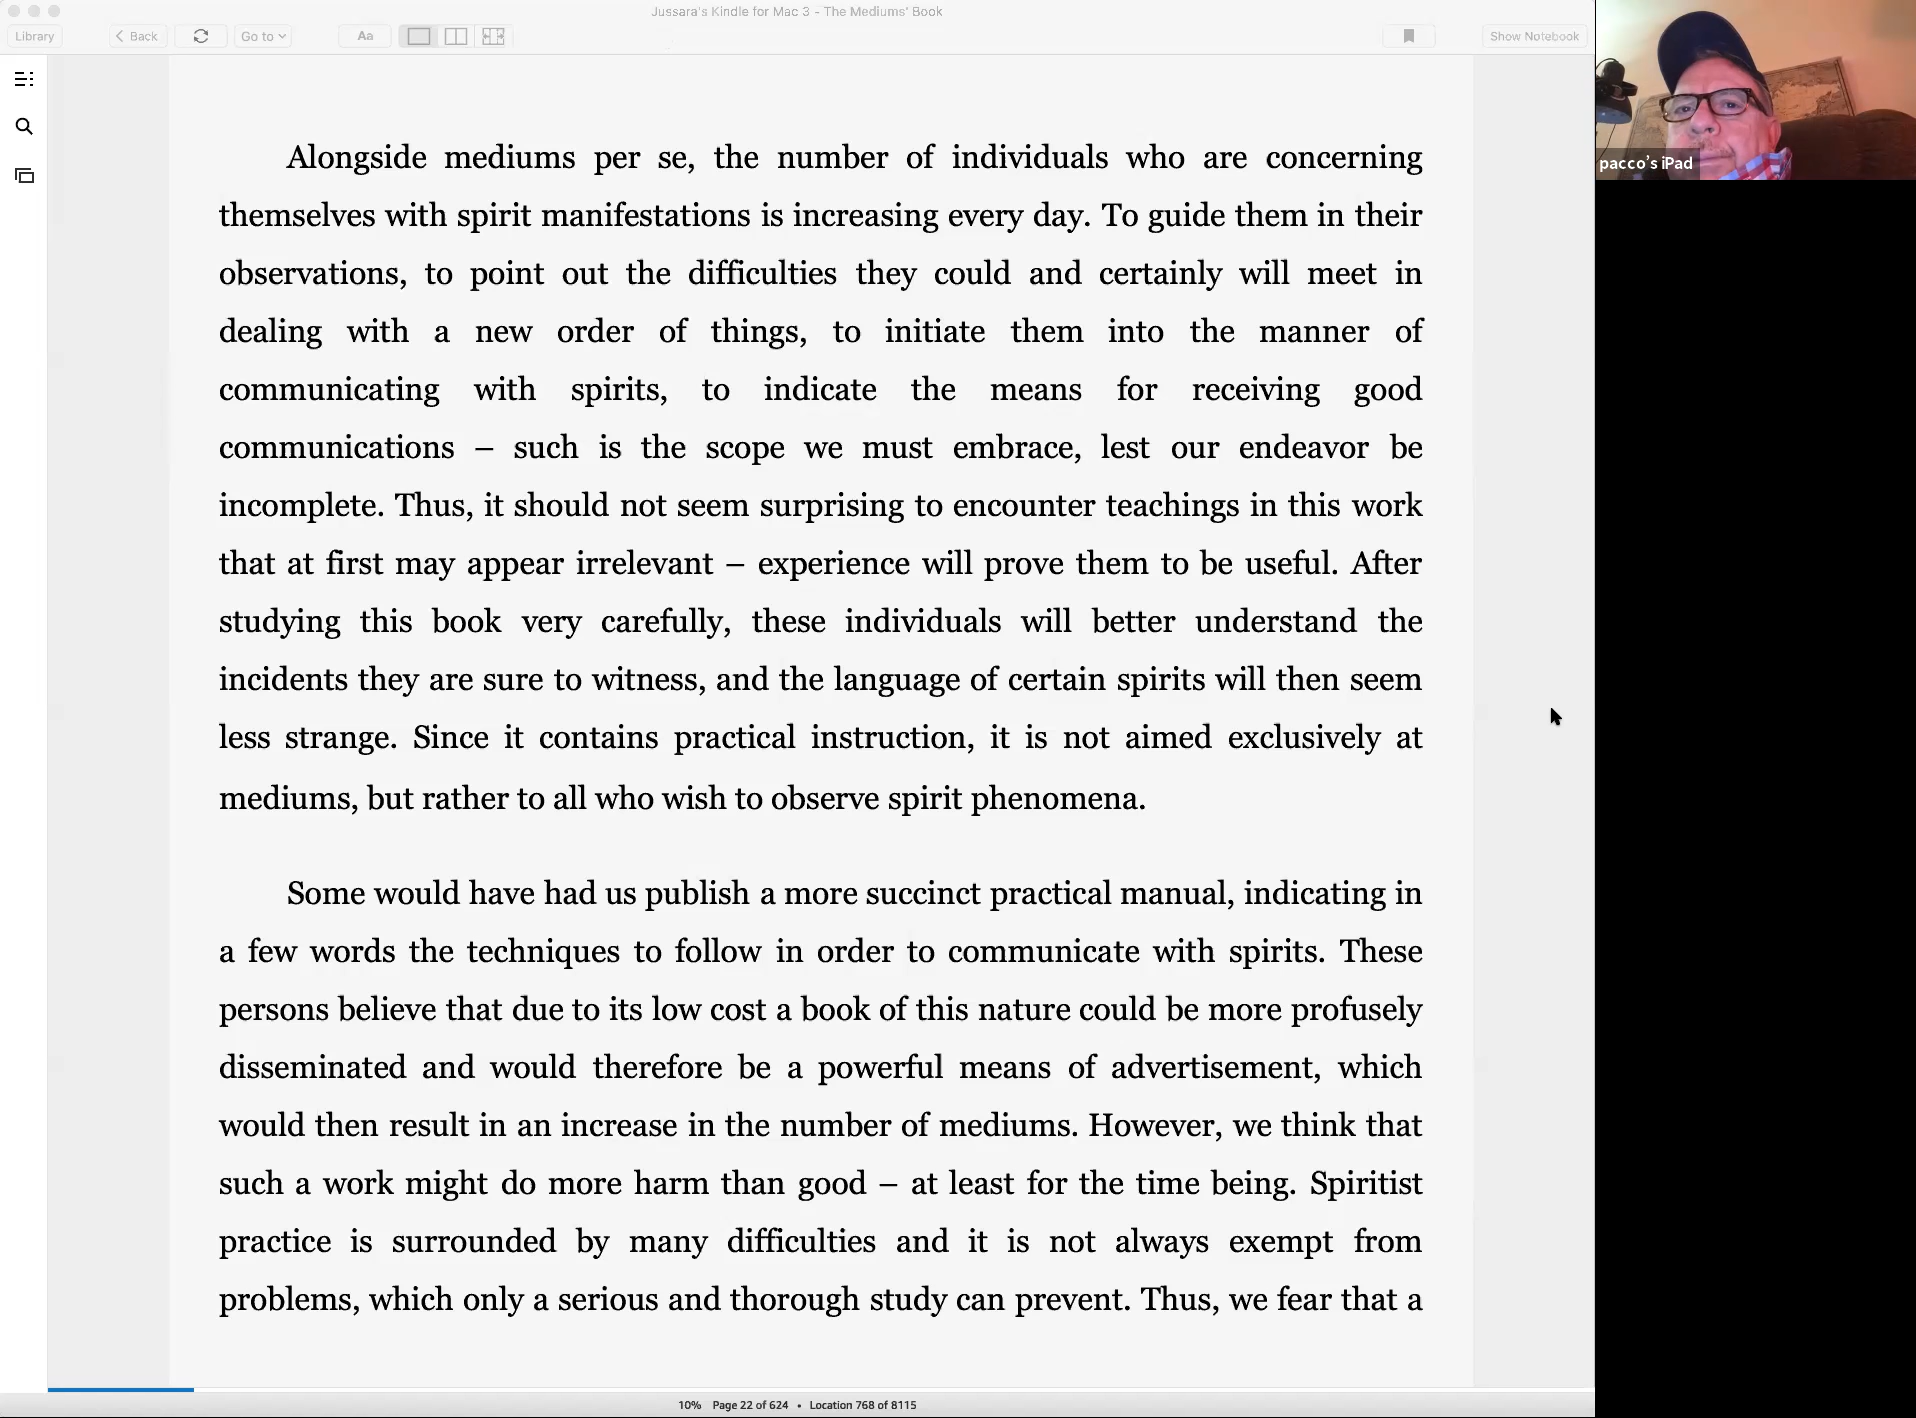 Jussara's Kindle for Mac 3 - The Mediums' Book
Library
Back
Go to
Aa
Show Notebook
pacco's iPad
Alongside mediums per se, the number of individuals who are concerning
themselves with spirit manifestations is increasing every day. To guide them in their
observations, to point out the difficulties they could and certainly will meet in
dealing with a new order of things, to initiate them into the manner of
communicating with spirits, to indicate the means for receiving good
communications – such is the scope we must embrace, lest our endeavor be
incomplete. Thus, it should not seem surprising to encounter teachings in this work
that at first may appear irrelevant – experience will prove them to be useful. After
studying this book very carefully, these individuals will better understand the
incidents they are sure to witness, and the language of certain spirits will then seem
less strange. Since it contains practical instruction, it is not aimed exclusively at
mediums, but rather to all who wish to observe spirit phenomena.
Some would have had us publish a more succinct practical manual, indicating in
a few words the techniques to follow in order to communicate with spirits. These
persons believe that due to its low cost a book of this nature could be more profusely
disseminated and would therefore be a powerful means of advertisement, which
would then result in an increase in the number of mediums. However, we think that
such a work might do more harm than good – at least for the time being. Spiritist
practice is surrounded by many difficulties and it is not always exempt from
problems, which only a serious and thorough study can prevent. Thus, we fear that a
10% Page 22 of 624 • Location 768 of 8115